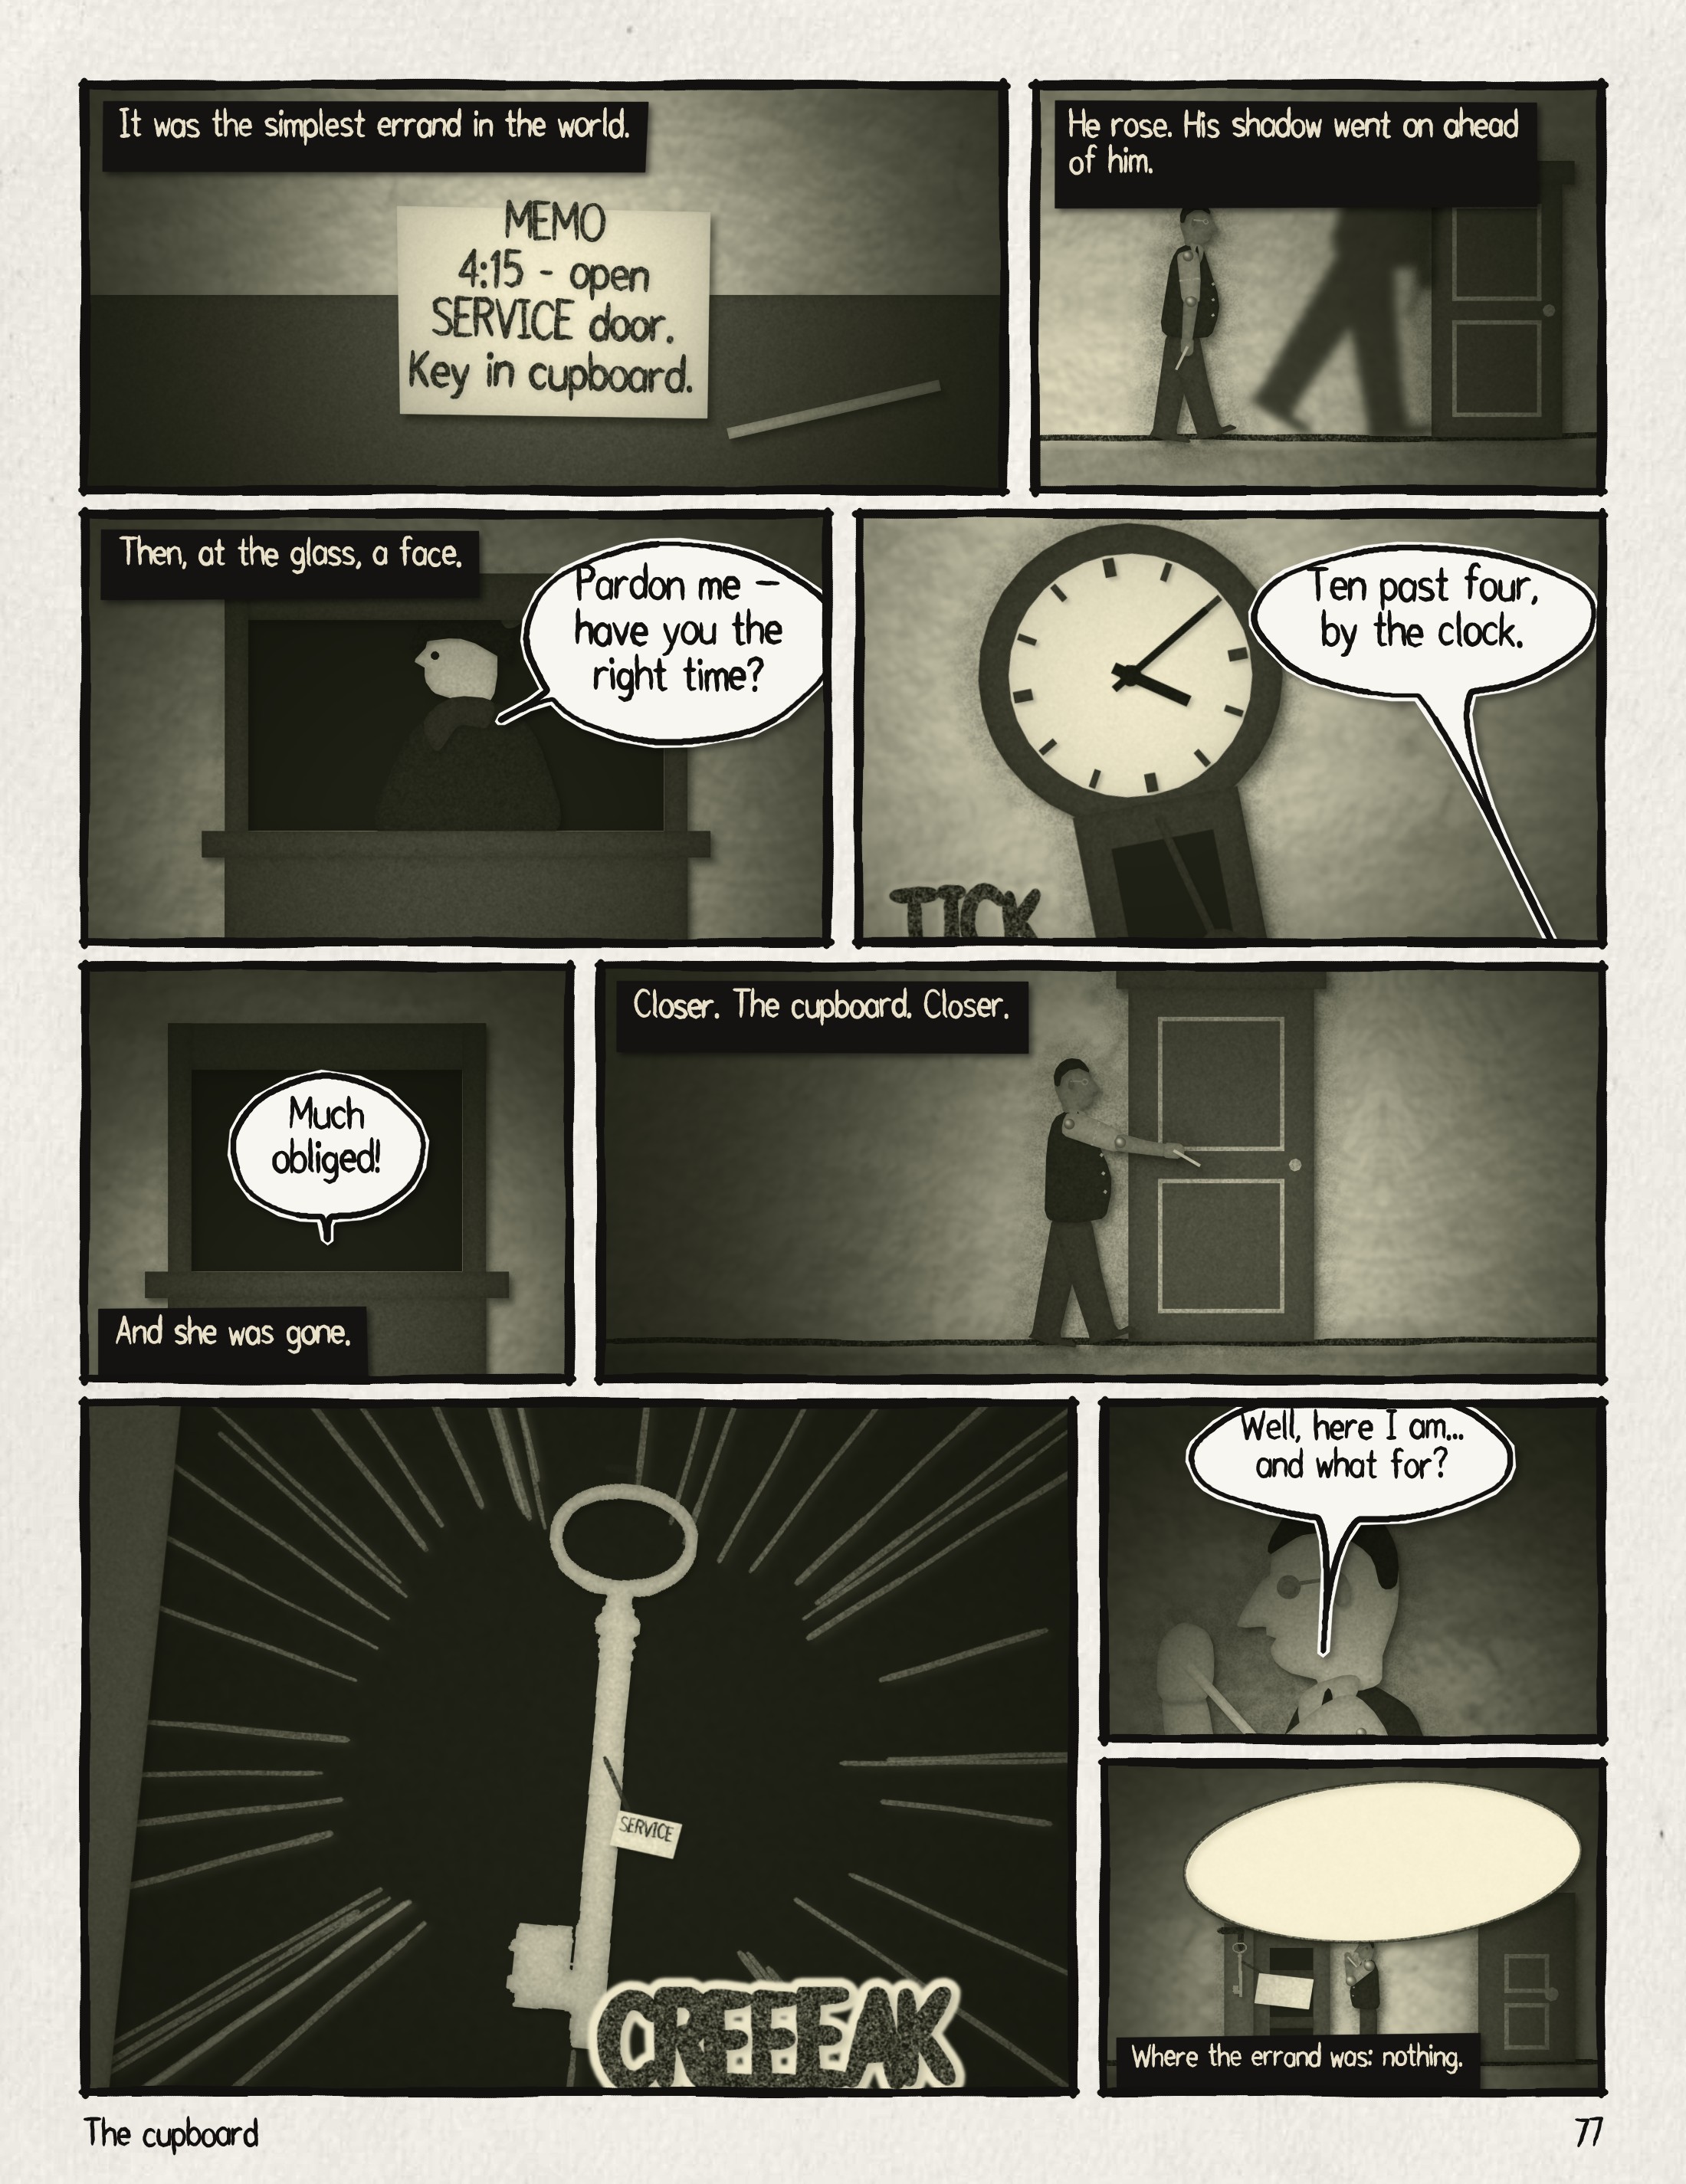 It was the simplest errand in the world.
MEMO
4:15 - open
SERVICE door.
Key in cupboard.
He rose. His shadow went on ahead
of him.
Then, at the glass, a face.
Pardon me —
have you the
right time?
Ten past four,
by the clock.
TICK
Much
obliged!
And she was gone.
Closer. The cupboard. Closer.
SERVICE
CREEEAK
Well, here I am...
and what for?
Where the errand was: nothing.
The cupboard
77